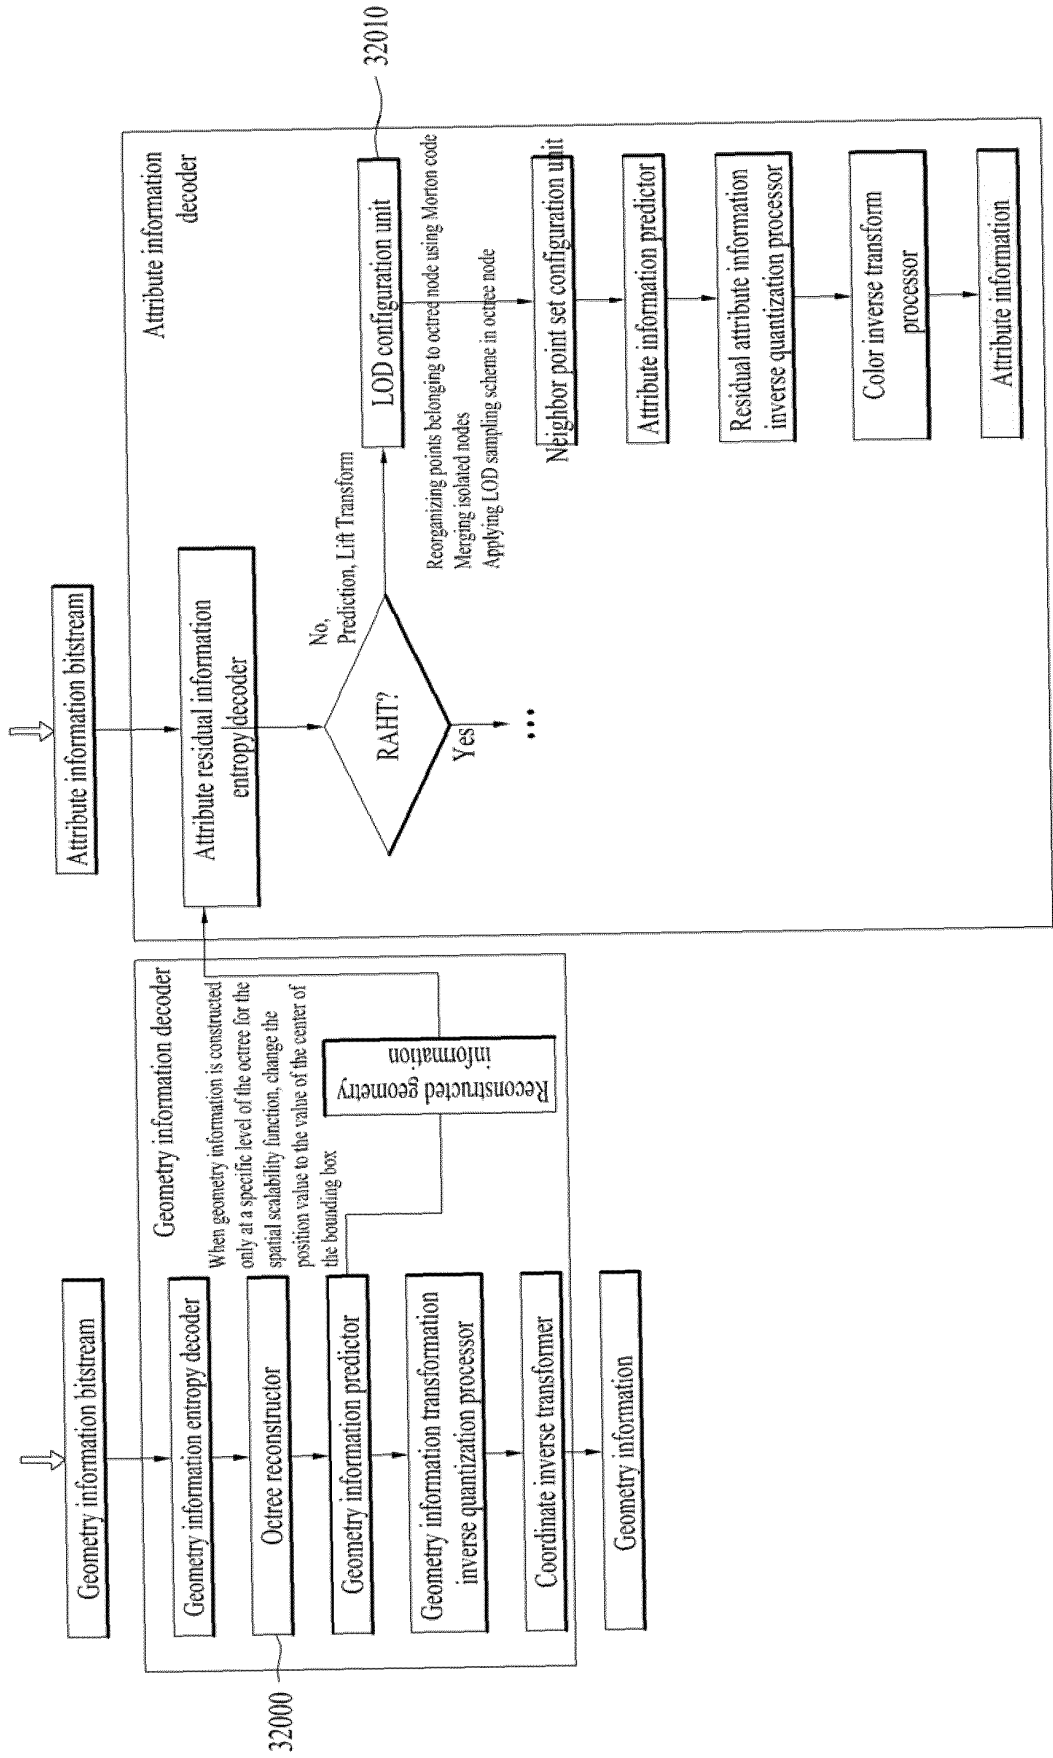 Geometry information bitstream
Geometry information decoder
Geometry information entropy decoder
When geometry information is constructed
only at a specific level of the octree for the
spatial scalability function, change the
position value to the value of the center of
the bounding box
32000
Octree reconstructor
Geometry information predictor
Reconstructed geometry
information
Geometry information transformation
inverse quantization processor
Coordinate inverse transformer
Geometry information
Attribute information bitstream
Attribute information
decoder
Attribute residual information
entropy decoder
RAHT?
No,
Prediction, Lift Transform
Yes
...
LOD configuration unit
32010
Reorganizing points belonging to octree node using Morton code
Merging isolated nodes
Applying LOD sampling scheme in octree node
Neighbor point set configuration unit
Attribute information predictor
Residual attribute information
inverse quantization processor
Color inverse transform
processor
Attribute information